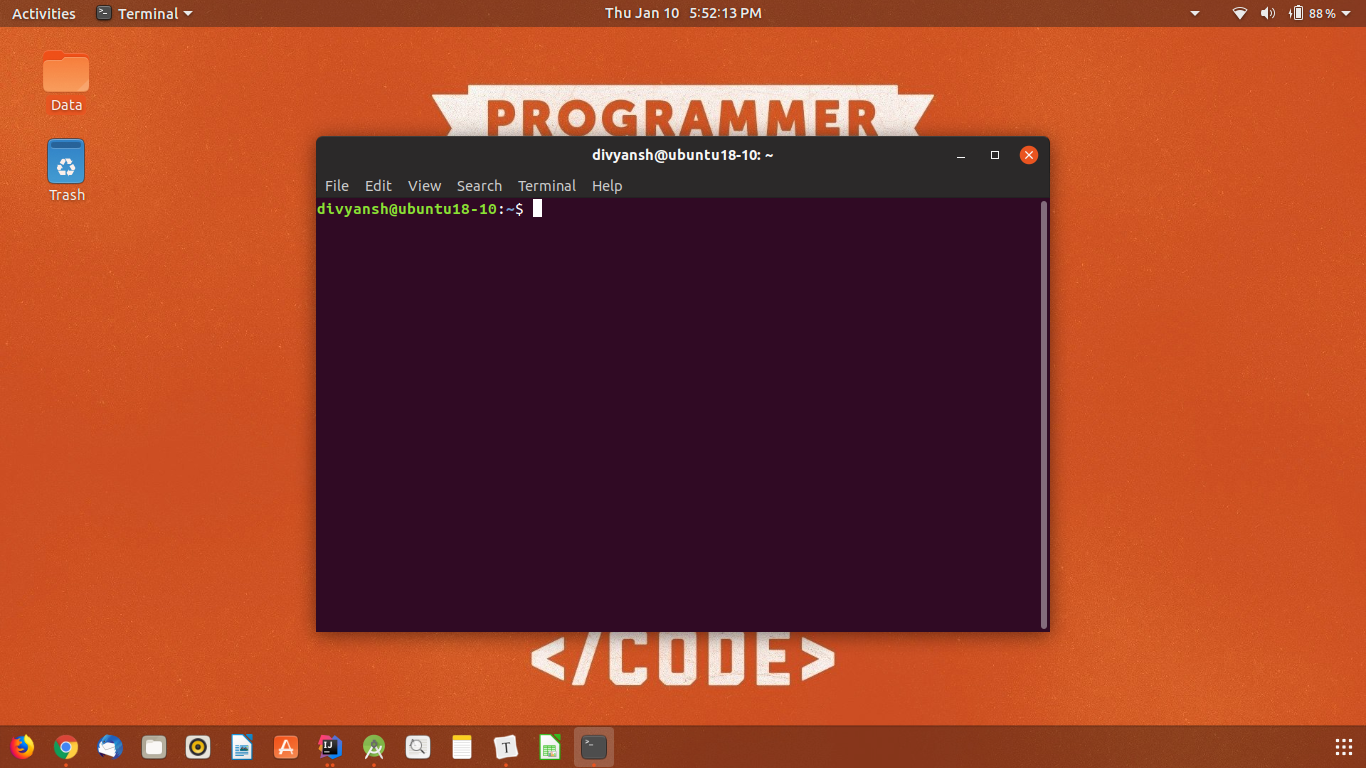 Activities Terminal Thu Jan 10 5:52:13 PM 88 %
Data
Trash
PROGRAMMER
divyansh@ubuntu18-10: ~
File Edit View Search Terminal Help
divyansh@ubuntu18-10:~$
</CODE>
IJ T